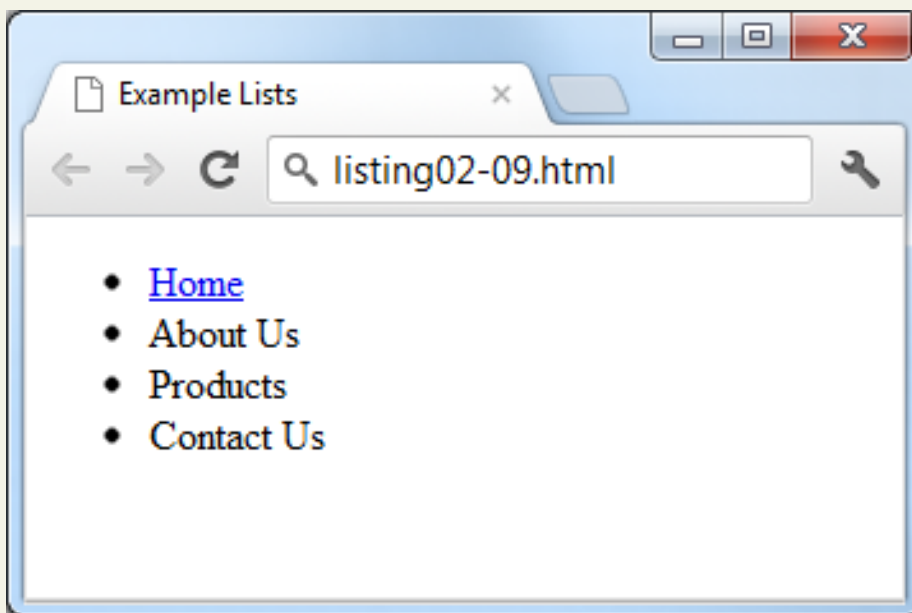 Example Lists
listing02-09.html
Home
About Us
Products
Contact Us